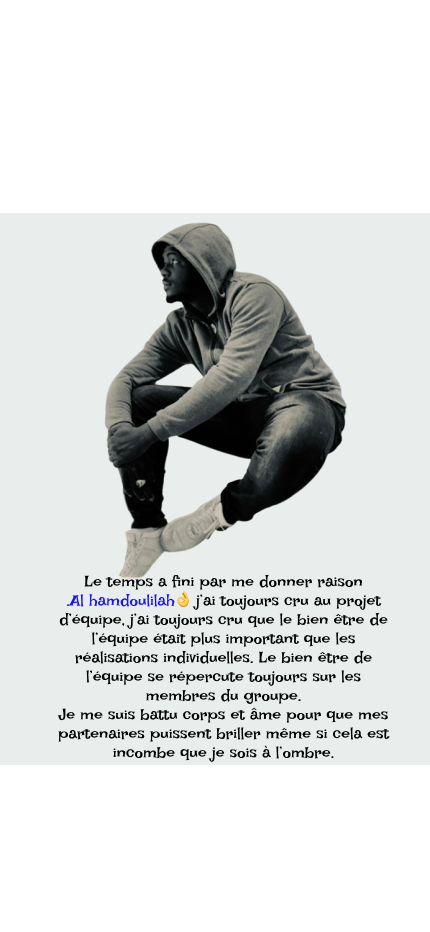 Le temps a fini par me donner raison
.Al hamdoulilah👌 j'ai toujours cru au projet
d'équipe, j'ai toujours cru que le bien être de
l'équipe était plus important que les
réalisations individuelles. Le bien être de
l'équipe se répercute toujours sur les
membres du groupe.
Je me suis battu corps et âme pour que mes
partenaires puissent briller même si cela est
incombe que je sois à l'ombre.